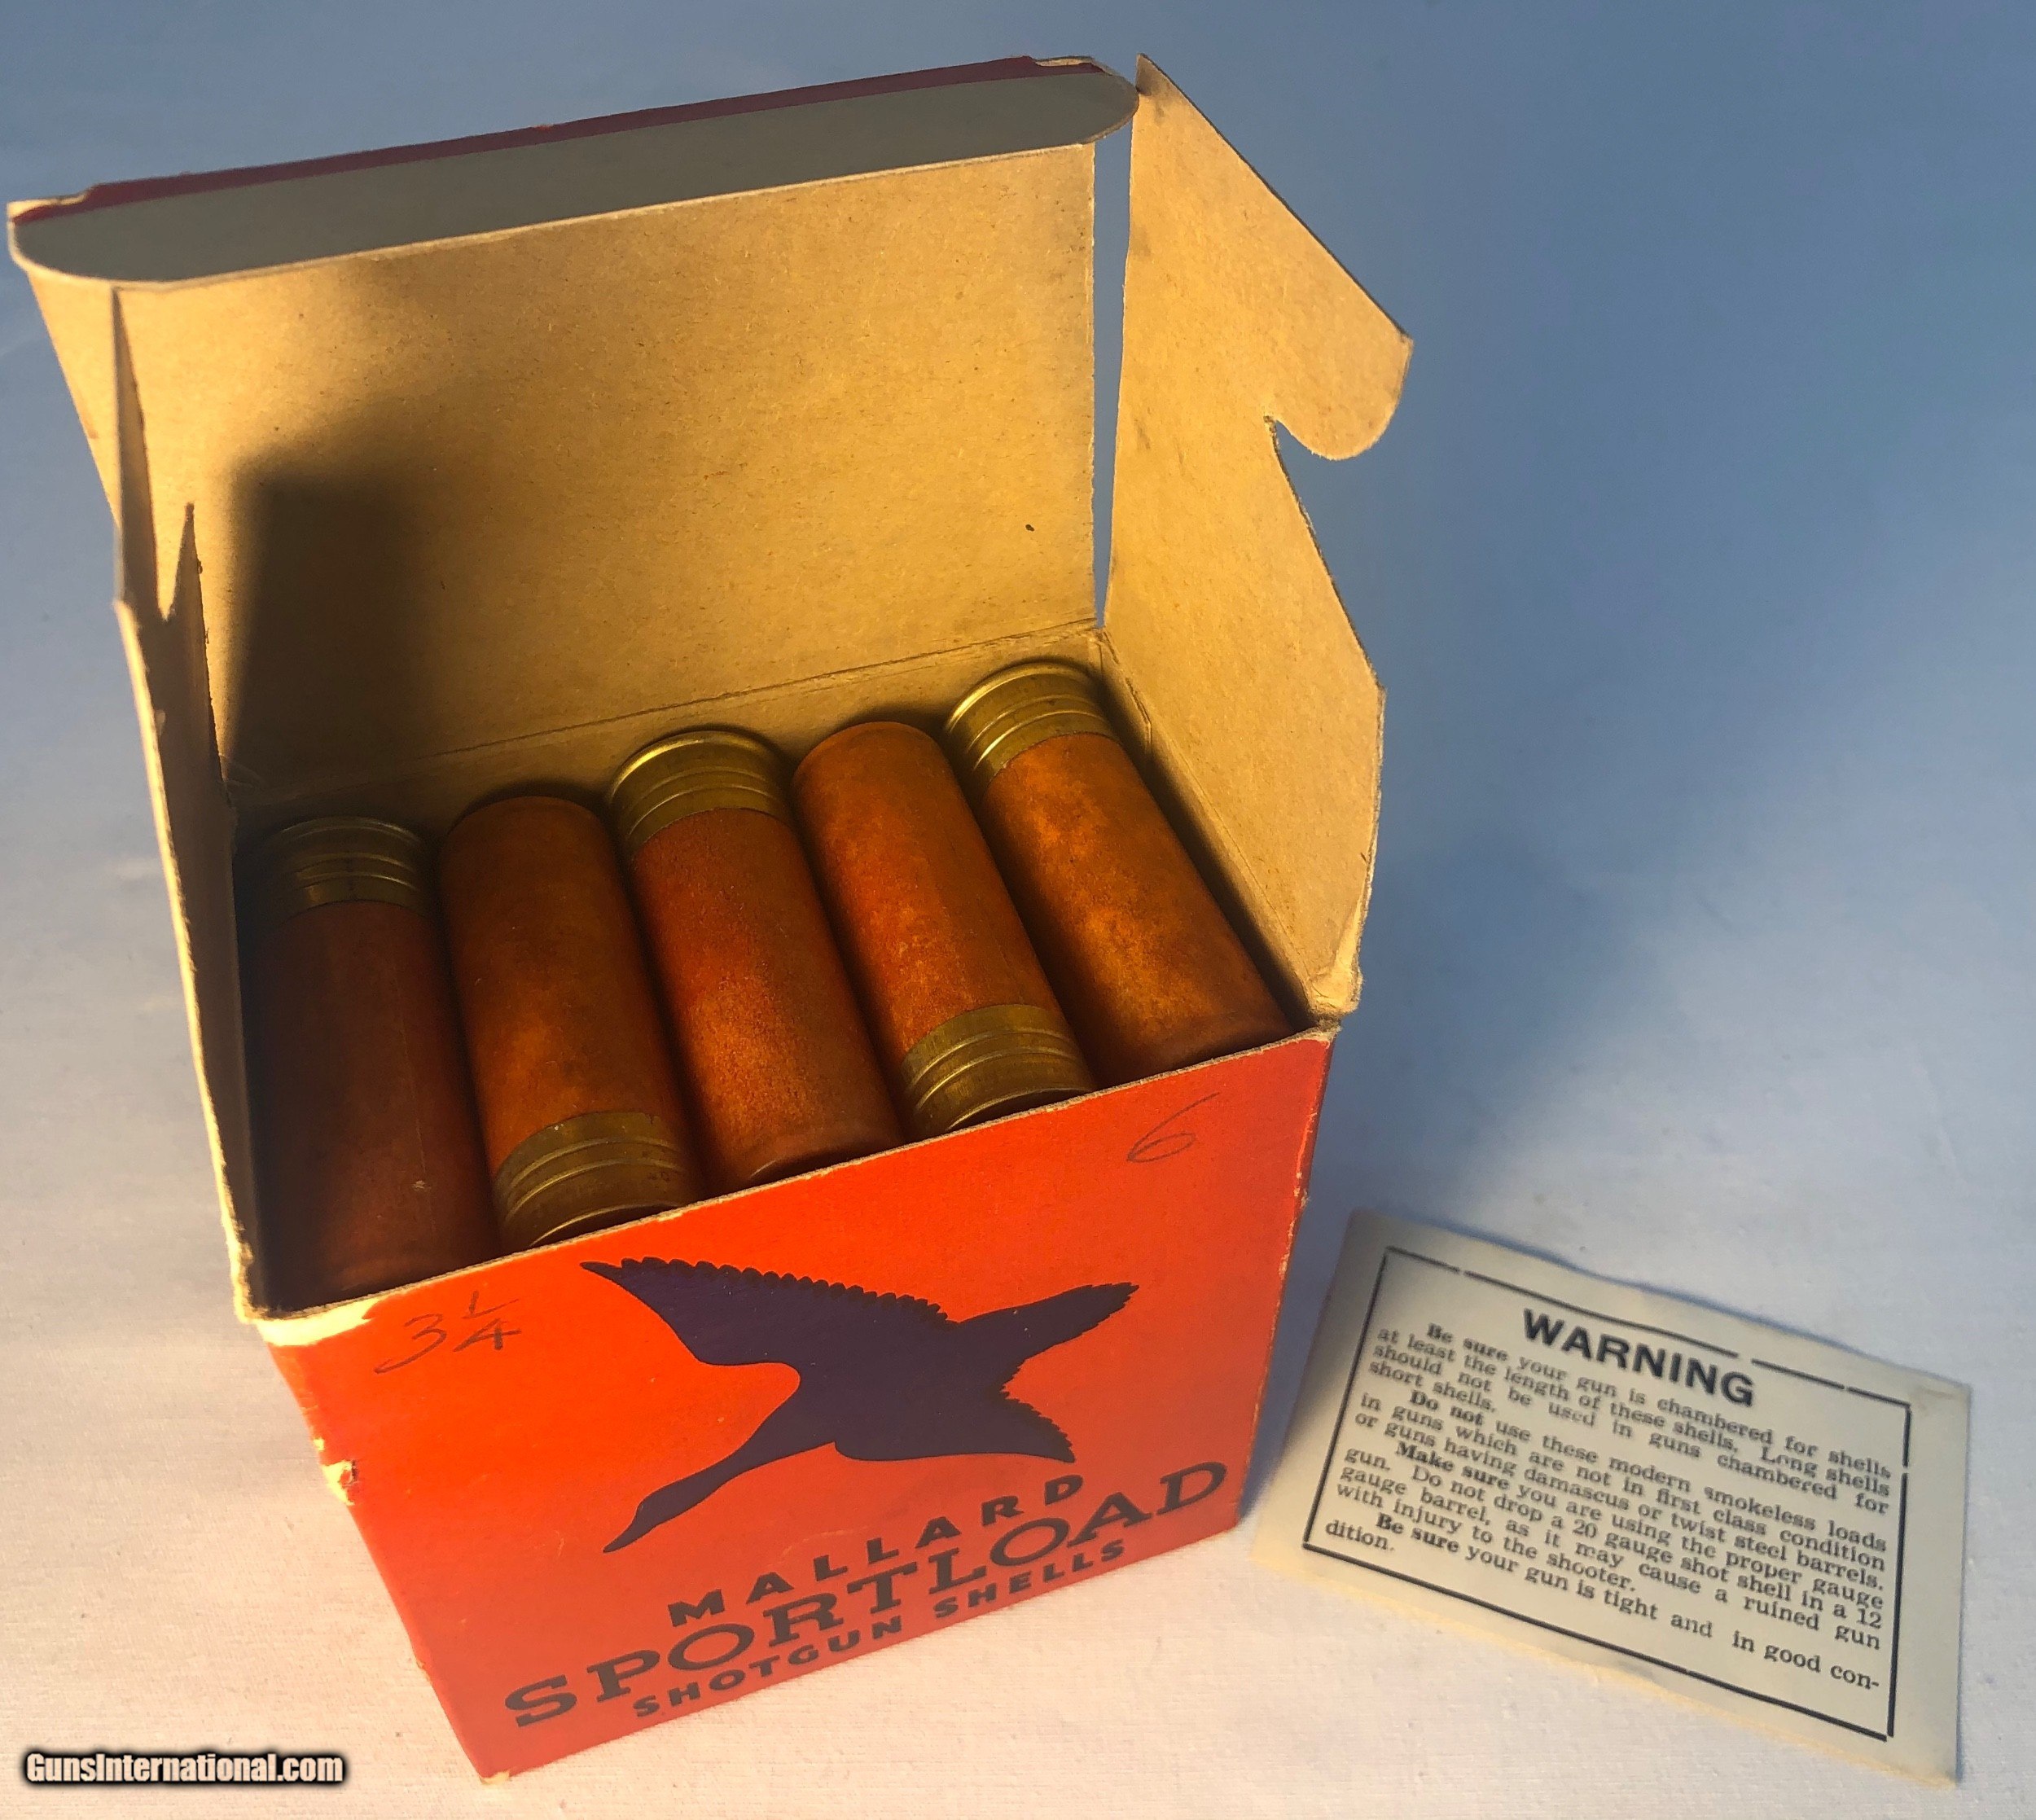 6
3 1/4
MALLARD
SPORTLOAD
SHOTGUN SHELLS
WARNING
Be sure your gun is chambered for shells
at least the length of these shells. Long shells
should not be used in guns chambered for
short shells.
Do not use these modern smokeless loads
in guns which are not in first class condition
or guns having damascus or twist steel barrels.
Make sure you are using the proper gauge
gun. Do not drop a 20 gauge shot shell in a 12
gauge barrel, as it may cause a ruined gun
with injury to the shooter.
Be sure your gun is tight and in good con-
dition.
GunsInternational.com